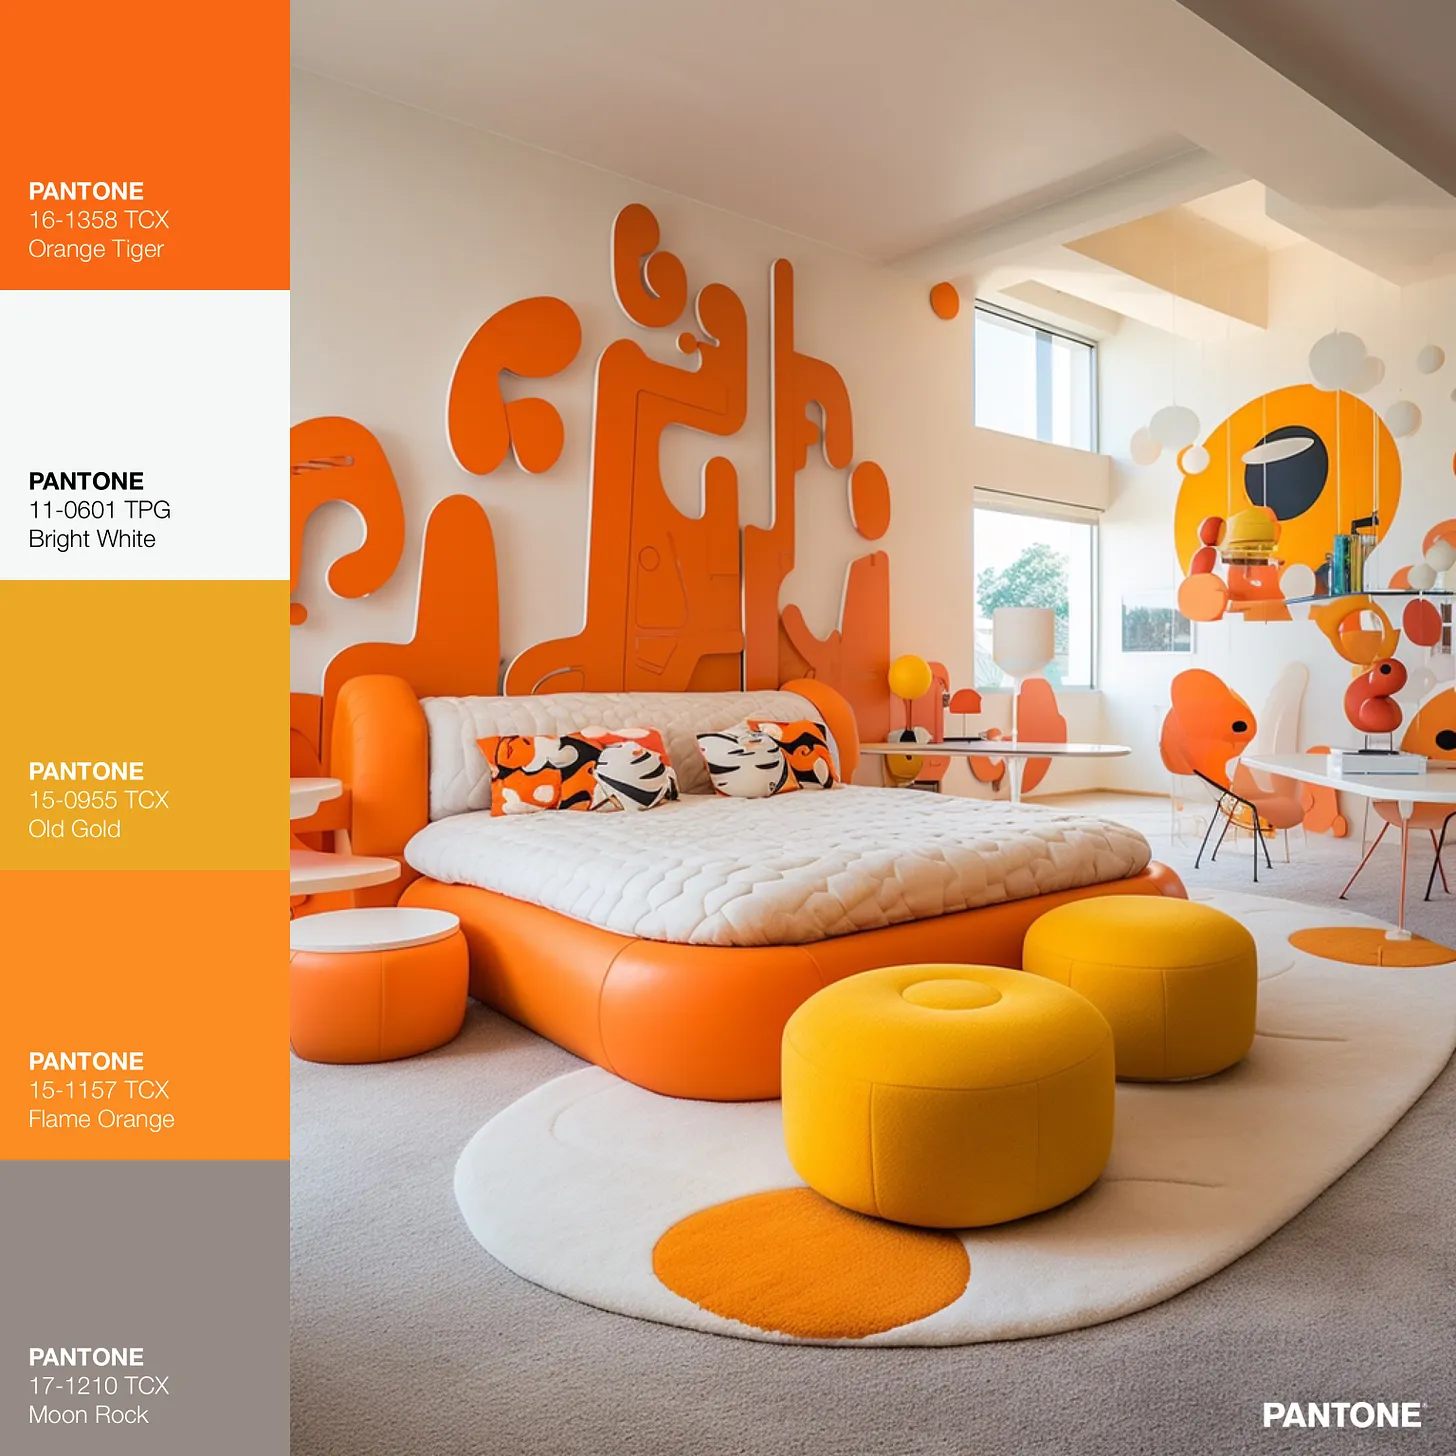 PANTONE
16-1358 TCX
Orange Tiger
PANTONE
11-0601 TPG
Bright White
PANTONE
15-0955 TCX
Old Gold
PANTONE
15-1157 TCX
Flame Orange
PANTONE
17-1210 TCX
Moon Rock
PANTONE